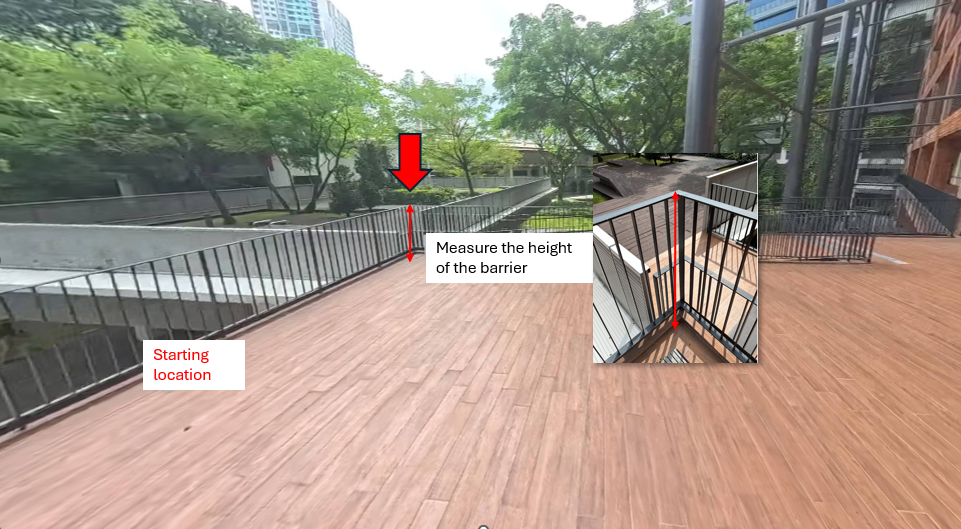 Measure the height
of the barrier
Starting
location